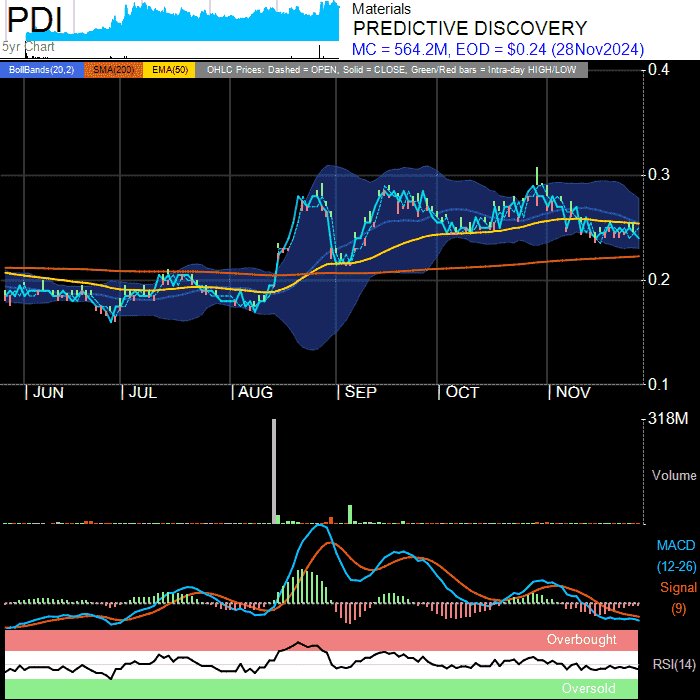 PDI
5yr Chart
Materials
PREDICTIVE DISCOVERY
MC = 564.2M, EOD = $0.24 (28Nov2024)
BollBands(20,2) SMA(200) EMA(50) OHLC Prices: Dashed = OPEN, Solid = CLOSE, Green/Red bars = Intra-day HIGH/LOW
0.4
0.3
0.2
0.1
JUN JUL AUG SEP OCT NOV
318M
Volume
MACD
(12-26)
Signal
(9)
Overbought
RSI(14)
Oversold